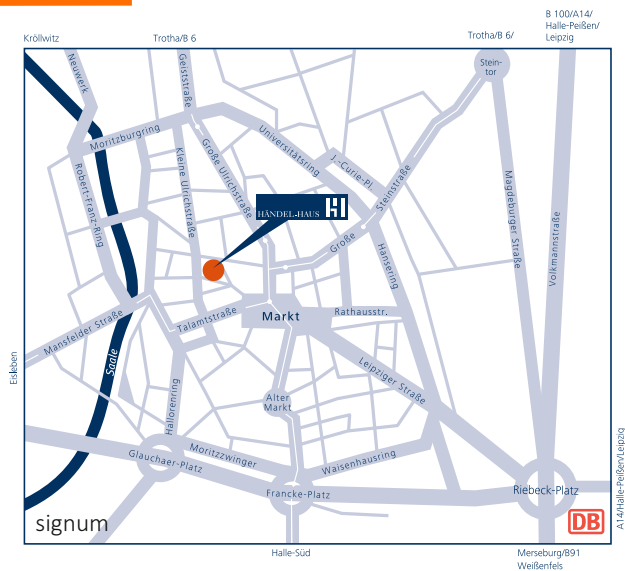 B 100/A14/
Halle-Peißen/
Leipzig
Kröllwitz
Trotha/B 6
Trotha/B 6/
Stein-
tor
Neuwerk
Geiststraße
Moritzburgring
Universitätsring
J.-Curie-Pl.
Kleine Ulrichstraße
Große Ulrichstraße
Robert-Franz-Ring
Große Steinstraße
Magdeburger Straße
Volkmannstraße
HÄNDEL-HAUS
Hansering
Mansfelder Straße
Talamtstraße
Markt
Rathausstr.
Saale
Eisleben
Leipziger Straße
Hallorenring
Alter
Markt
Moritzzwinger
Glauchaer-Platz
Waisenhausring
Francke-Platz
Riebeck-Platz
A14/Halle-Peißen/Leipzig
signum
DB
Halle-Süd
Merseburg/B91
Weißenfels